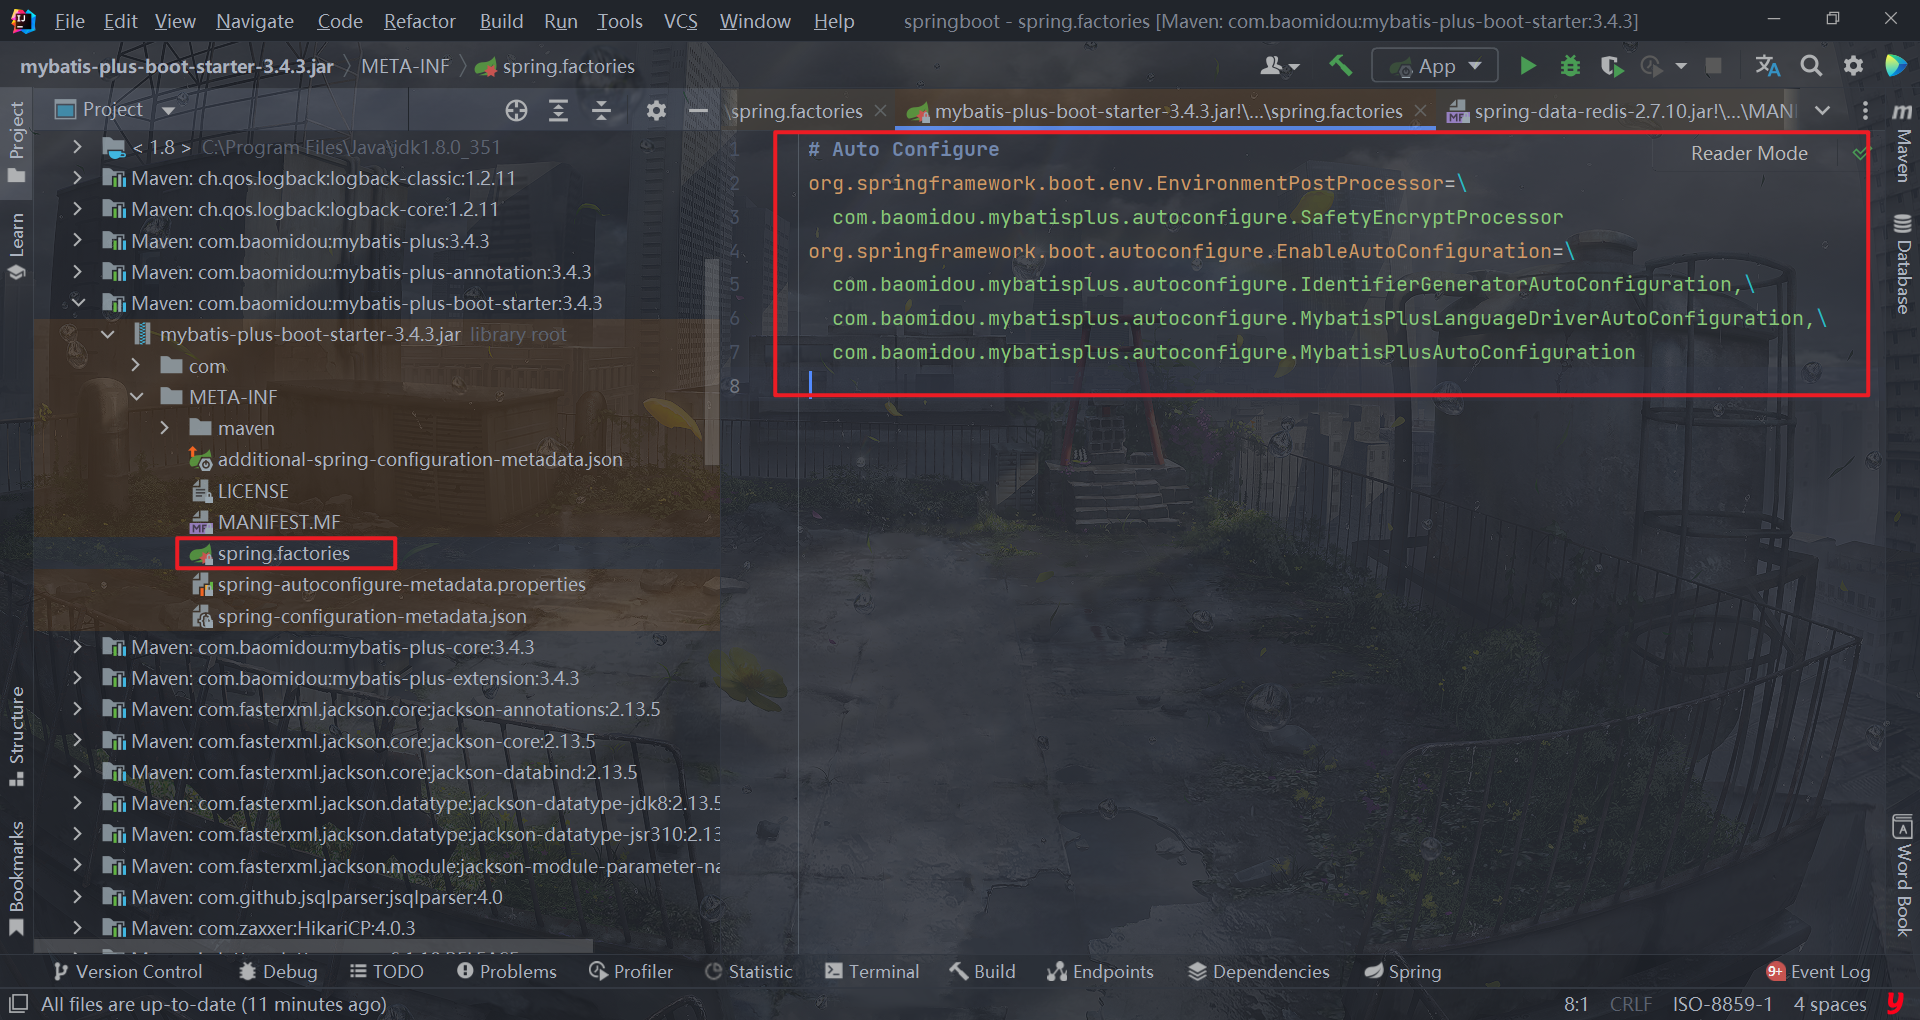 File Edit View Navigate Code Refactor Build Run Tools VCS Window Help springboot - spring.factories [Maven: com.baomidou:mybatis-plus-boot-starter:3.4.3]
mybatis-plus-boot-starter-3.4.3.jar META-INF spring.factories
App
Project
\spring.factories
mybatis-plus-boot-starter-3.4.3.jar!\...\spring.factories
spring-data-redis-2.7.10.jar!\...\MANI
Project
Learn
Structure
Bookmarks
< 1.8 > C:\Program Files\Java\jdk1.8.0_351
Maven: ch.qos.logback:logback-classic:1.2.11
Maven: ch.qos.logback:logback-core:1.2.11
Maven: com.baomidou:mybatis-plus:3.4.3
Maven: com.baomidou:mybatis-plus-annotation:3.4.3
Maven: com.baomidou:mybatis-plus-boot-starter:3.4.3
mybatis-plus-boot-starter-3.4.3.jar library root
com
META-INF
maven
additional-spring-configuration-metadata.json
LICENSE
MF MANIFEST.MF
spring.factories
spring-autoconfigure-metadata.properties
spring-configuration-metadata.json
Maven: com.baomidou:mybatis-plus-core:3.4.3
Maven: com.baomidou:mybatis-plus-extension:3.4.3
Maven: com.fasterxml.jackson.core:jackson-annotations:2.13.5
Maven: com.fasterxml.jackson.core:jackson-core:2.13.5
Maven: com.fasterxml.jackson.core:jackson-databind:2.13.5
Maven: com.fasterxml.jackson.datatype:jackson-datatype-jdk8:2.13.5
Maven: com.fasterxml.jackson.datatype:jackson-datatype-jsr310:2.13
Maven: com.fasterxml.jackson.module:jackson-module-parameter-na
Maven: com.github.jsqlparser:jsqlparser:4.0
Maven: com.zaxxer:HikariCP:4.0.3
1 # Auto Configure
Reader Mode
2 org.springframework.boot.env.EnvironmentPostProcessor=\
3 com.baomidou.mybatisplus.autoconfigure.SafetyEncryptProcessor
4 org.springframework.boot.autoconfigure.EnableAutoConfiguration=\
5 com.baomidou.mybatisplus.autoconfigure.IdentifierGeneratorAutoConfiguration,\
6 com.baomidou.mybatisplus.autoconfigure.MybatisPlusLanguageDriverAutoConfiguration,\
7 com.baomidou.mybatisplus.autoconfigure.MybatisPlusAutoConfiguration
8
Maven
Database
Word Book
Version Control Debug TODO Problems Profiler Statistic Terminal Build Endpoints Dependencies Spring 9+ Event Log
All files are up-to-date (11 minutes ago) 8:1 CRLF ISO-8859-1 4 spaces